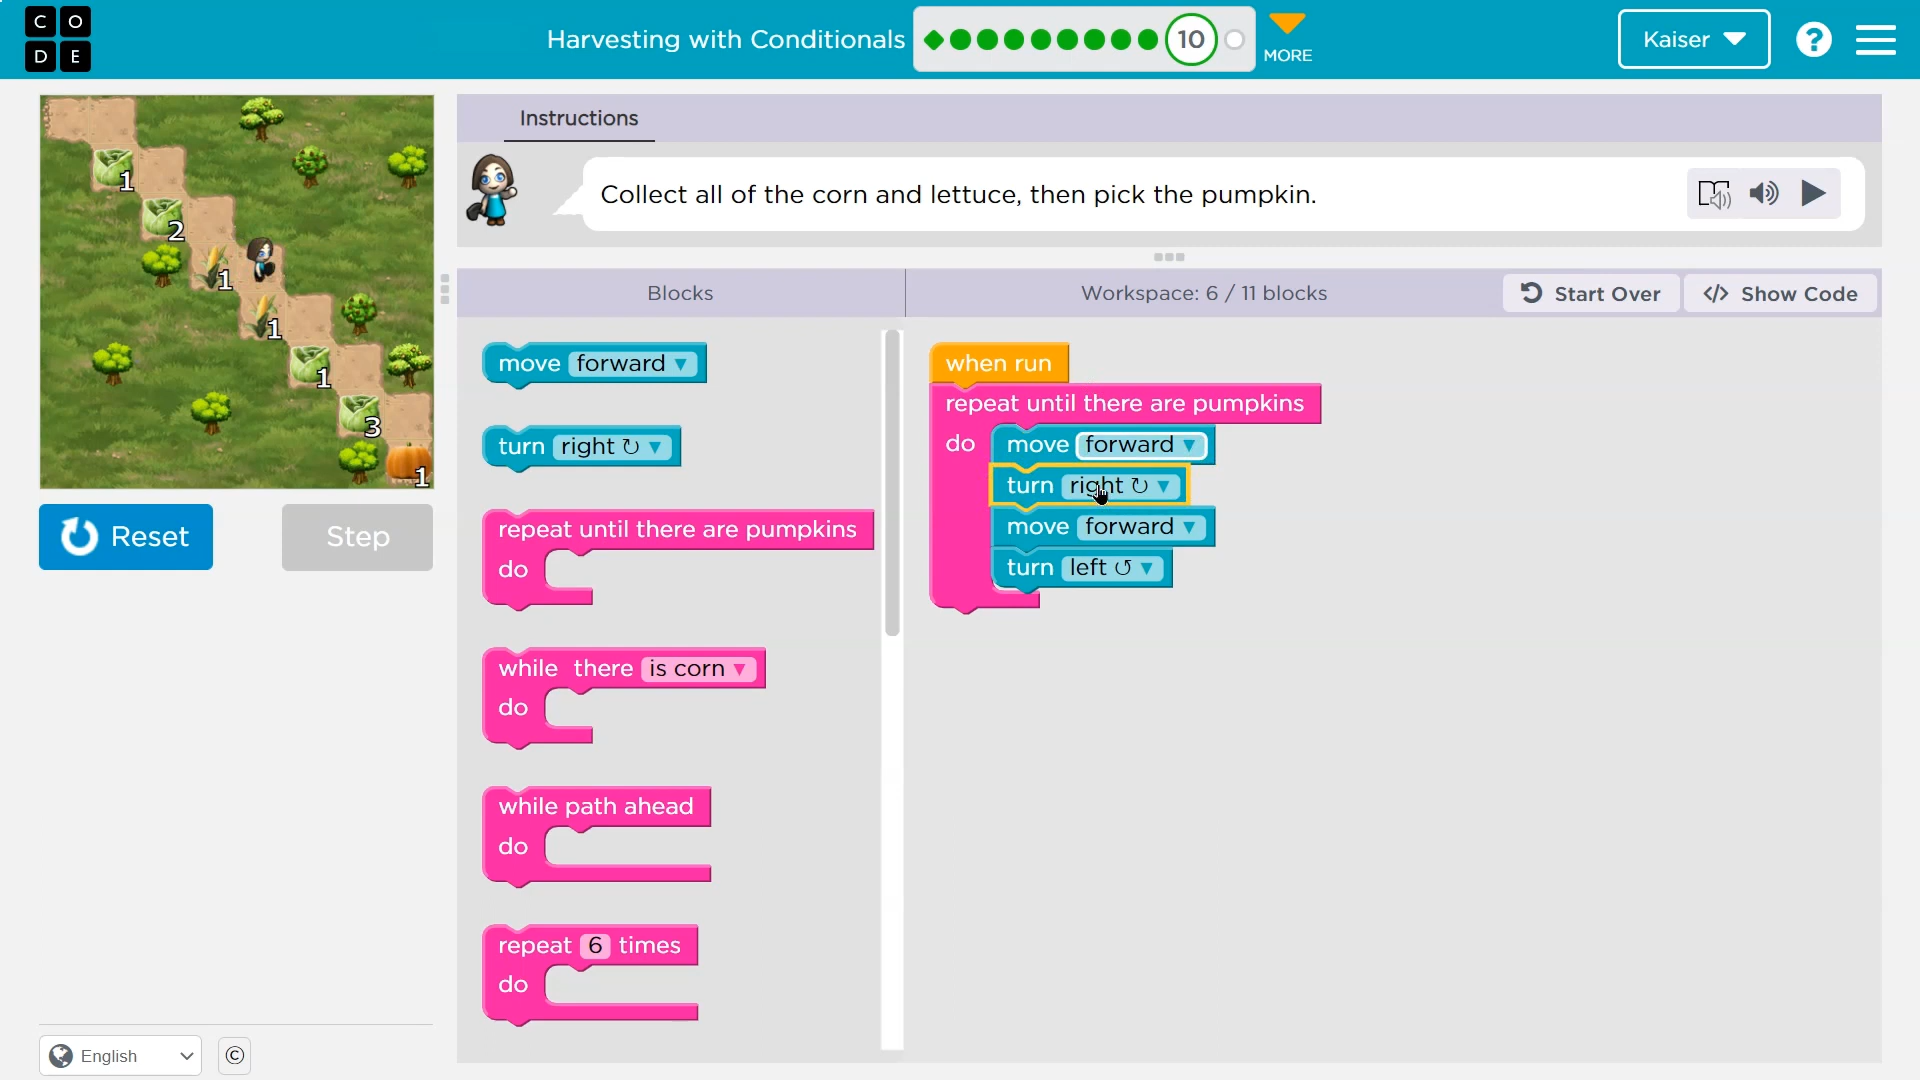 C O
D E
Harvesting with Conditionals
10
MORE
Kaiser
?
1
2
1
1
1
3
1
Reset
Step
English
©
Instructions
Collect all of the corn and lettuce, then pick the pumpkin.
Blocks
Workspace: 6 / 11 blocks
Start Over
</> Show Code
move forward ▼
turn right ↻ ▼
repeat until there are pumpkins
do
while there is corn ▼
do
while path ahead
do
repeat 6 times
do
when run
repeat until there are pumpkins
do move forward ▼
turn right ↻ ▼
move forward ▼
turn left ↺ ▼